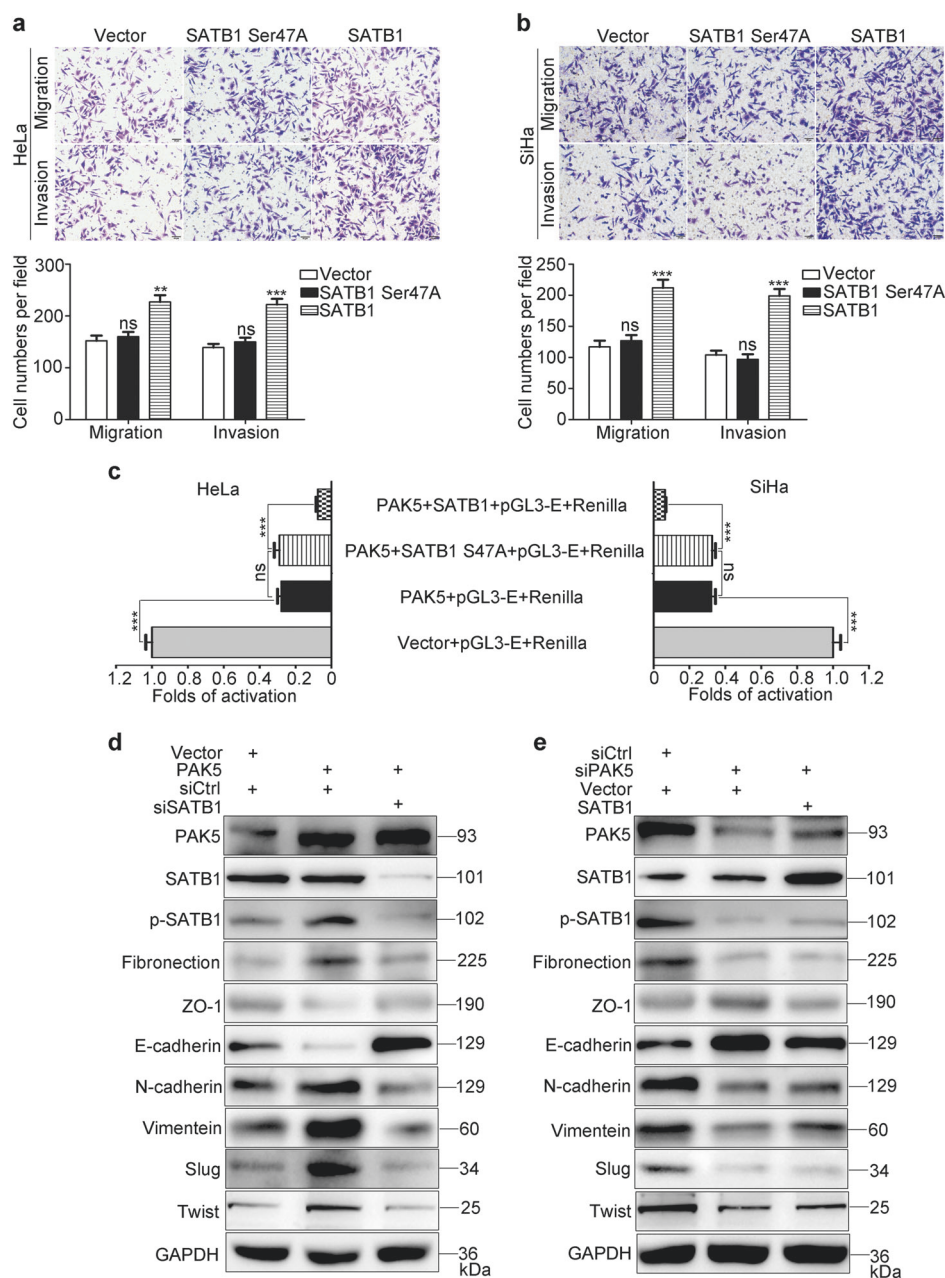 a
Vector SATB1 Ser47A SATB1
HeLa
Migration
Invasion
Cell numbers per field
300
200
100
0
ns
**
ns
***
Vector
SATB1 Ser47A
SATB1
Migration Invasion
b
Vector SATB1 Ser47A SATB1
SiHa
Migration
Invasion
Cell numbers per field
250
200
150
100
50
0
ns
***
ns
***
Vector
SATB1 Ser47A
SATB1
Migration Invasion
c
HeLa SiHa
PAK5+SATB1+pGL3-E+Renilla
PAK5+SATB1 S47A+pGL3-E+Renilla
PAK5+pGL3-E+Renilla
Vector+pGL3-E+Renilla
***
ns
***
***
ns
***
1.2 1.0 0.8 0.6 0.4 0.2 0
Folds of activation
0 0.2 0.4 0.6 0.8 1.0 1.2
Folds of activation
d
Vector +
PAK5 + +
siCtrl + +
siSATB1 +
PAK5 93
SATB1 101
p-SATB1 102
Fibronection 225
ZO-1 190
E-cadherin 129
N-cadherin 129
Vimentein 60
Slug 34
Twist 25
GAPDH 36
kDa
e
siCtrl +
siPAK5 + +
Vector + +
SATB1 +
PAK5 93
SATB1 101
p-SATB1 102
Fibronection 225
ZO-1 190
E-cadherin 129
N-cadherin 129
Vimentein 60
Slug 34
Twist 25
GAPDH 36
kDa